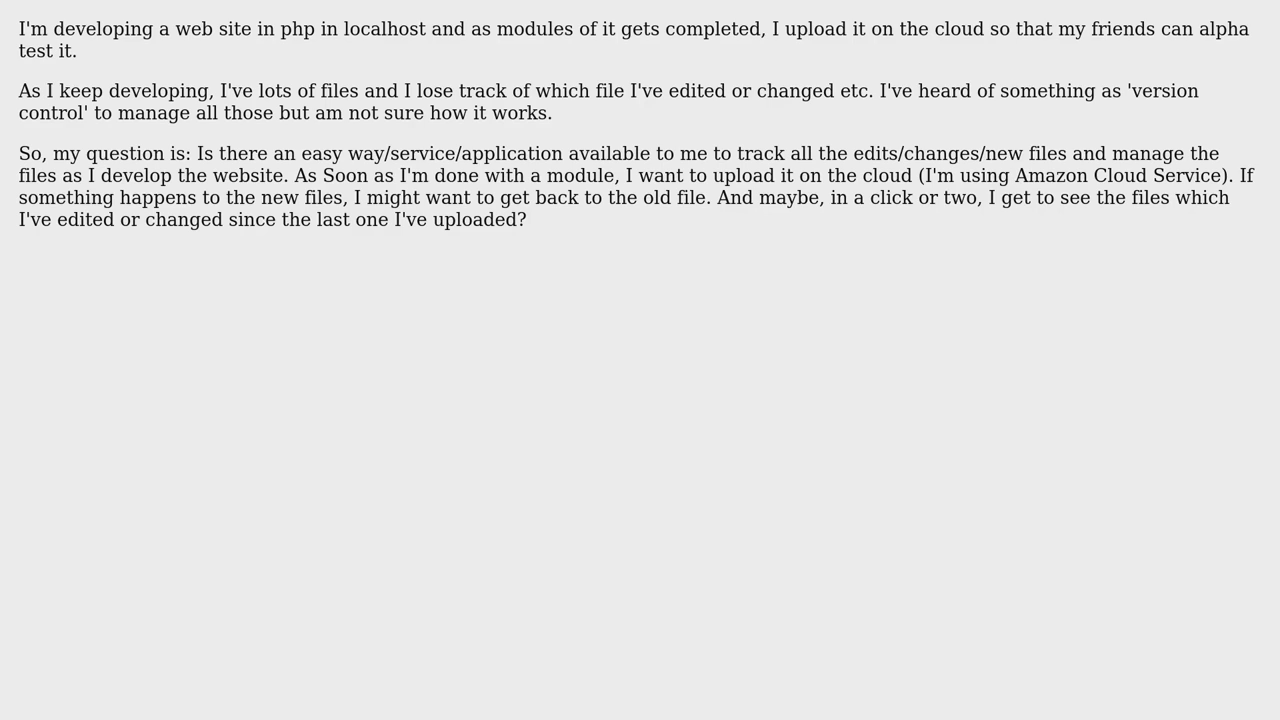 I'm developing a web site in php in localhost and as modules of it gets completed, I upload it on the cloud so that my friends can alpha
test it.
As I keep developing, I've lots of files and I lose track of which file I've edited or changed etc. I've heard of something as 'version
control' to manage all those but am not sure how it works.
So, my question is: Is there an easy way/service/application available to me to track all the edits/changes/new files and manage the
files as I develop the website. As Soon as I'm done with a module, I want to upload it on the cloud (I'm using Amazon Cloud Service). If
something happens to the new files, I might want to get back to the old file. And maybe, in a click or two, I get to see the files which
I've edited or changed since the last one I've uploaded?